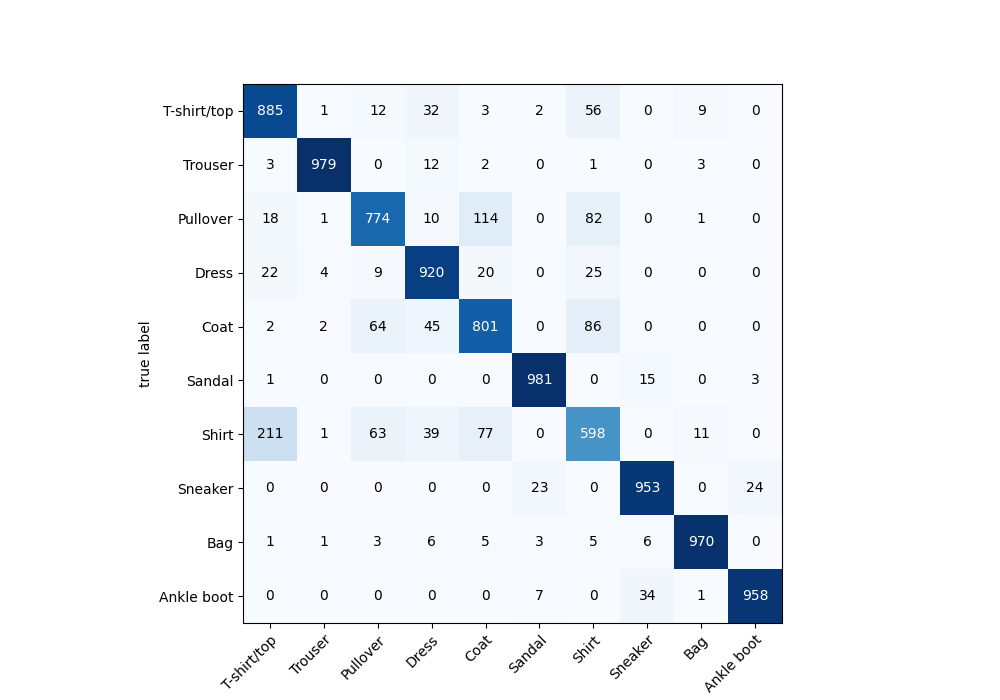 T-shirt/top 885 1 12 32 3 2 56 0 9 0
Trouser 3 979 0 12 2 0 1 0 3 0
Pullover 18 1 774 10 114 0 82 0 1 0
Dress 22 4 9 920 20 0 25 0 0 0
Coat 2 2 64 45 801 0 86 0 0 0
true label
Sandal 1 0 0 0 0 981 0 15 0 3
Shirt 211 1 63 39 77 0 598 0 11 0
Sneaker 0 0 0 0 0 23 0 953 0 24
Bag 1 1 3 6 5 3 5 6 970 0
Ankle boot 0 0 0 0 0 7 0 34 1 958
T-shirt/top Trouser Pullover Dress Coat Sandal Shirt Sneaker Bag Ankle boot